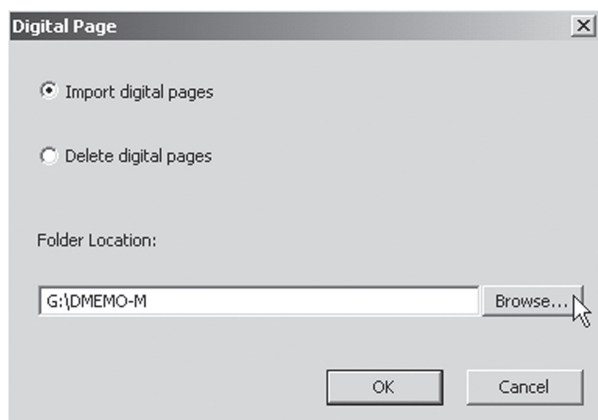 Digital Page
Import digital pages
Delete digital pages
Folder Location:
G:\DMEMO-M Browse...
OK Cancel